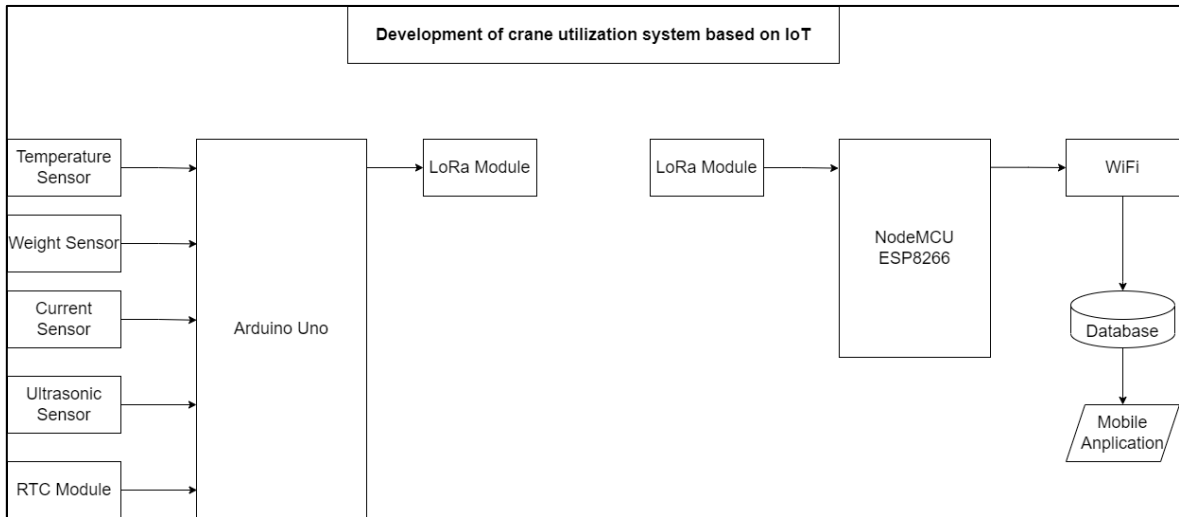 Development of crane utilization system based on IoT
Temperature
Sensor
Weight Sensor
Current
Sensor
Ultrasonic
Sensor
RTC Module
Arduino Uno
LoRa Module
LoRa Module
NodeMCU
ESP8266
WiFi
Database
Mobile
Anplication